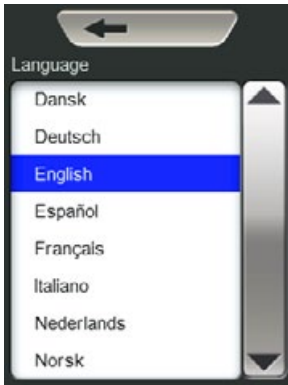 Language
Dansk
Deutsch
English
Español
Français
Italiano
Nederlands
Norsk